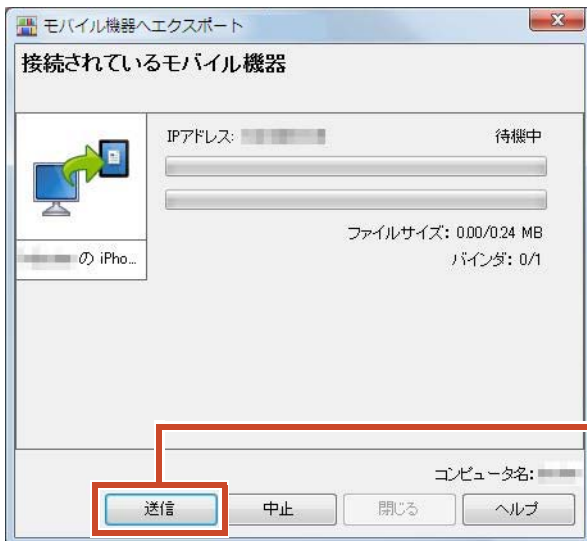 モバイル機器へエクスポート
接続されているモバイル機器
IPアドレス:
待機中
ファイルサイズ: 0.00/0.24 MB
バインダ: 0/1
の iPho...
コンピュータ名:
送信 中止 閉じる ヘルプ